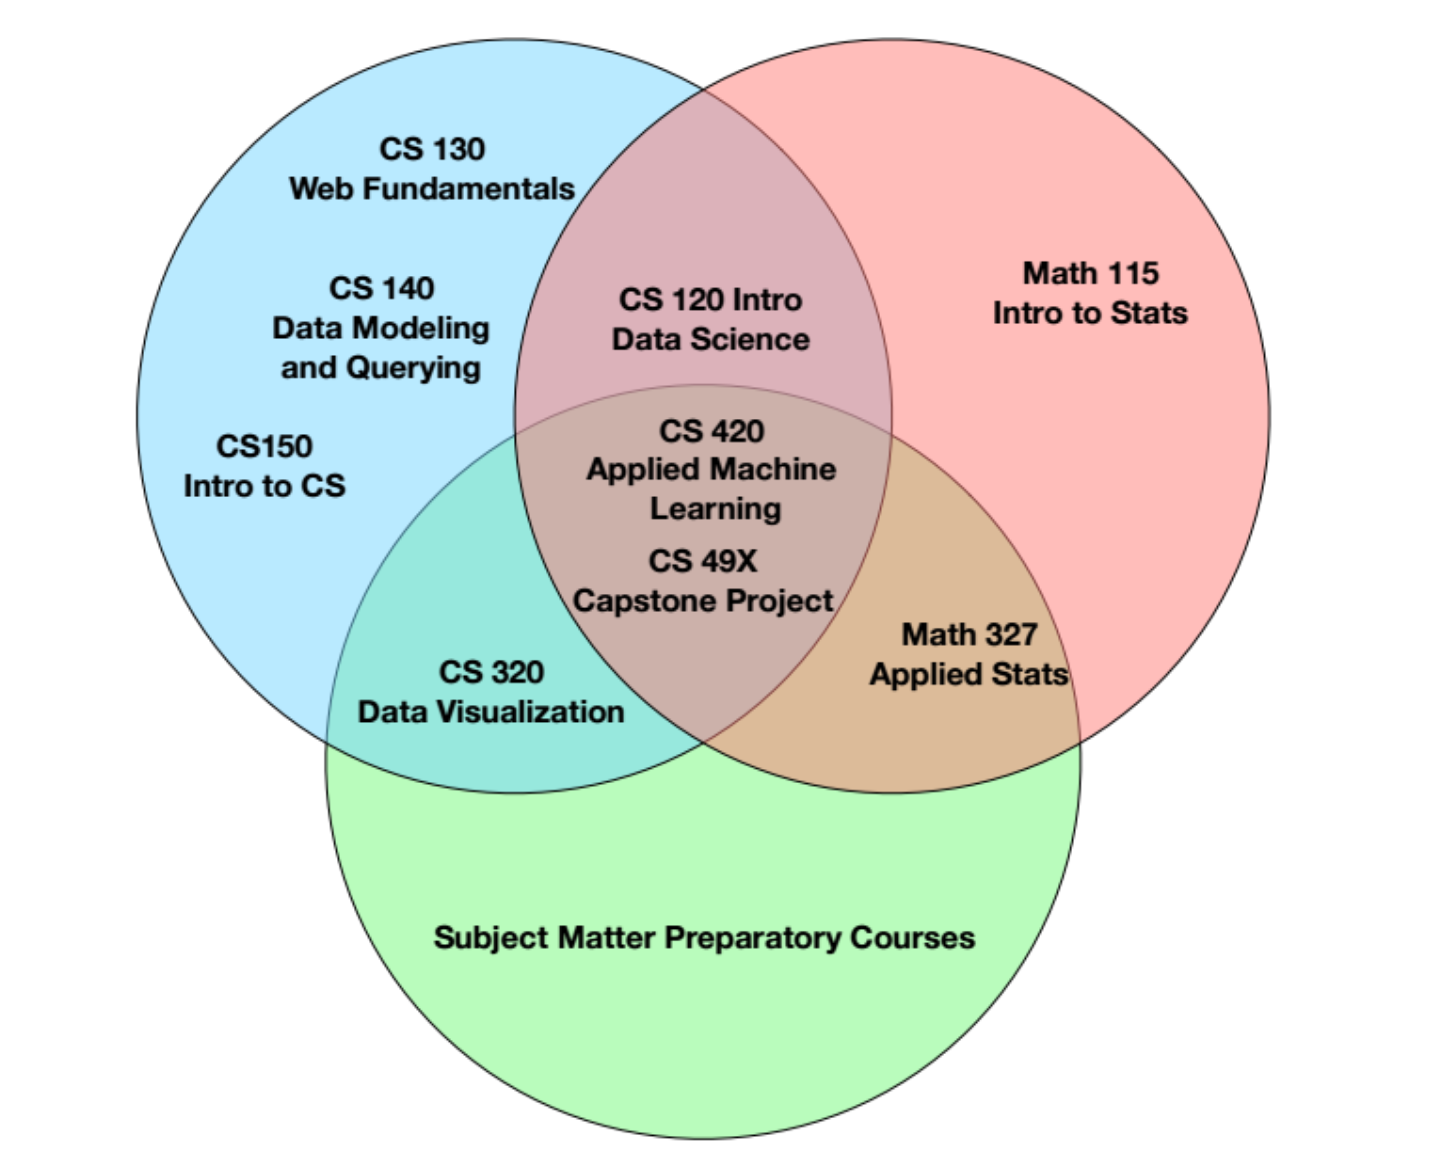 CS 130
Web Fundamentals
CS 140
Data Modeling
and Querying
CS150
Intro to CS
CS 120 Intro
Data Science
Math 115
Intro to Stats
CS 420
Applied Machine
Learning
CS 49X
Capstone Project
CS 320
Data Visualization
Math 327
Applied Stats
Subject Matter Preparatory Courses